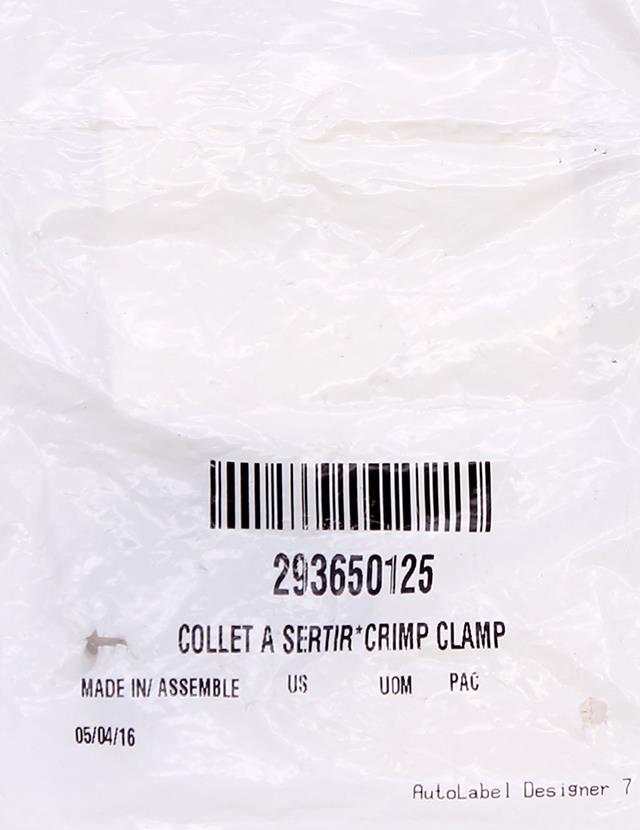 293650125
COLLET A SERTIR*CRIMP CLAMP
MADE IN/ ASSEMBLE US UOM PAC
05/04/16
AutoLabel Designer 7